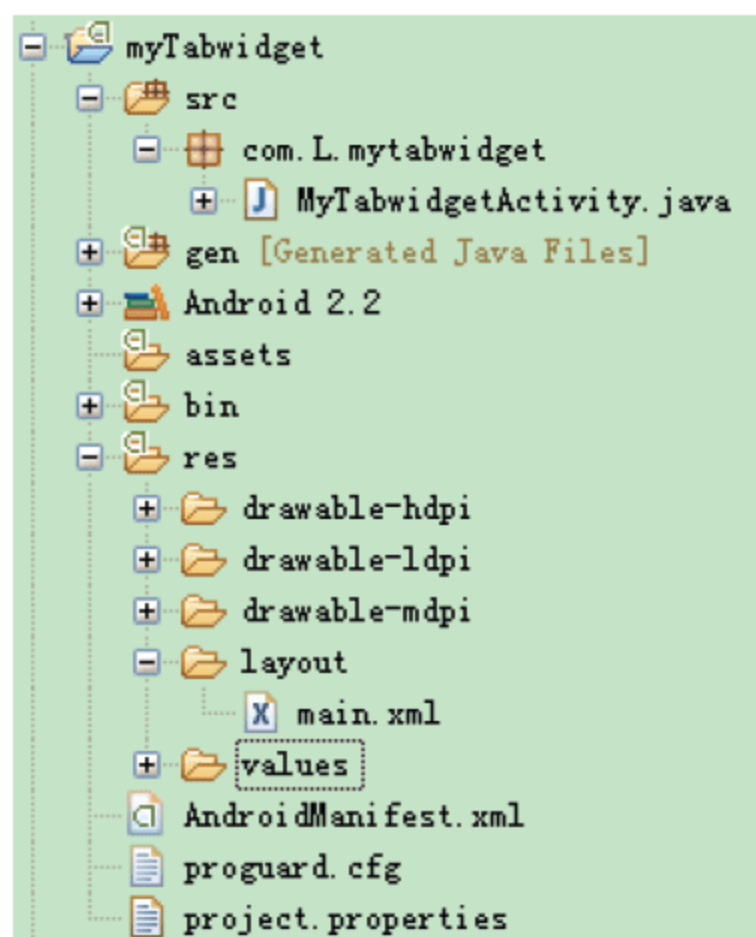 myTabwidget
src
com.L.mytabwidget
MyTabwidgetActivity.java
gen [Generated Java Files]
Android 2.2
assets
bin
res
drawable-hdpi
drawable-ldpi
drawable-mdpi
layout
main.xml
values
AndroidManifest.xml
proguard.cfg
project.properties